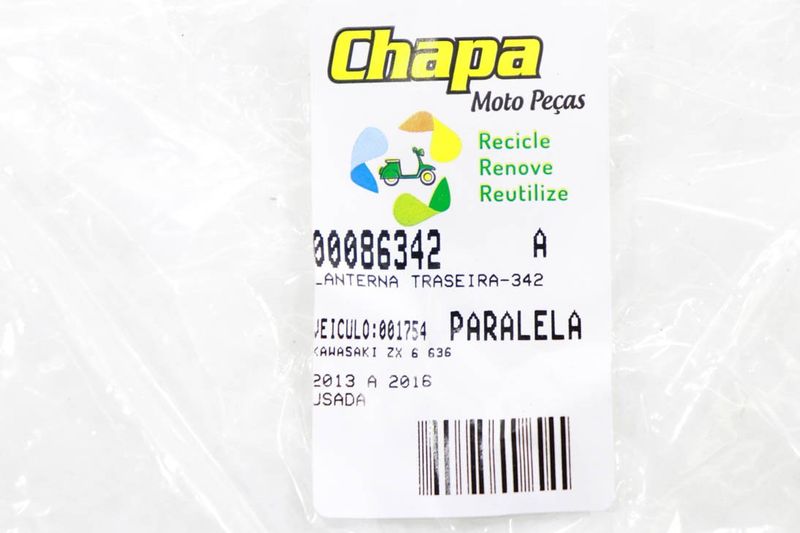 Chapa
Moto Peças
Recicle
Renove
Reutilize
00086342 A
LANTERNA TRASEIRA-342
VEICULO:001754 PARALELA
KAWASAKI ZX 6 636
2013 A 2016
USADA